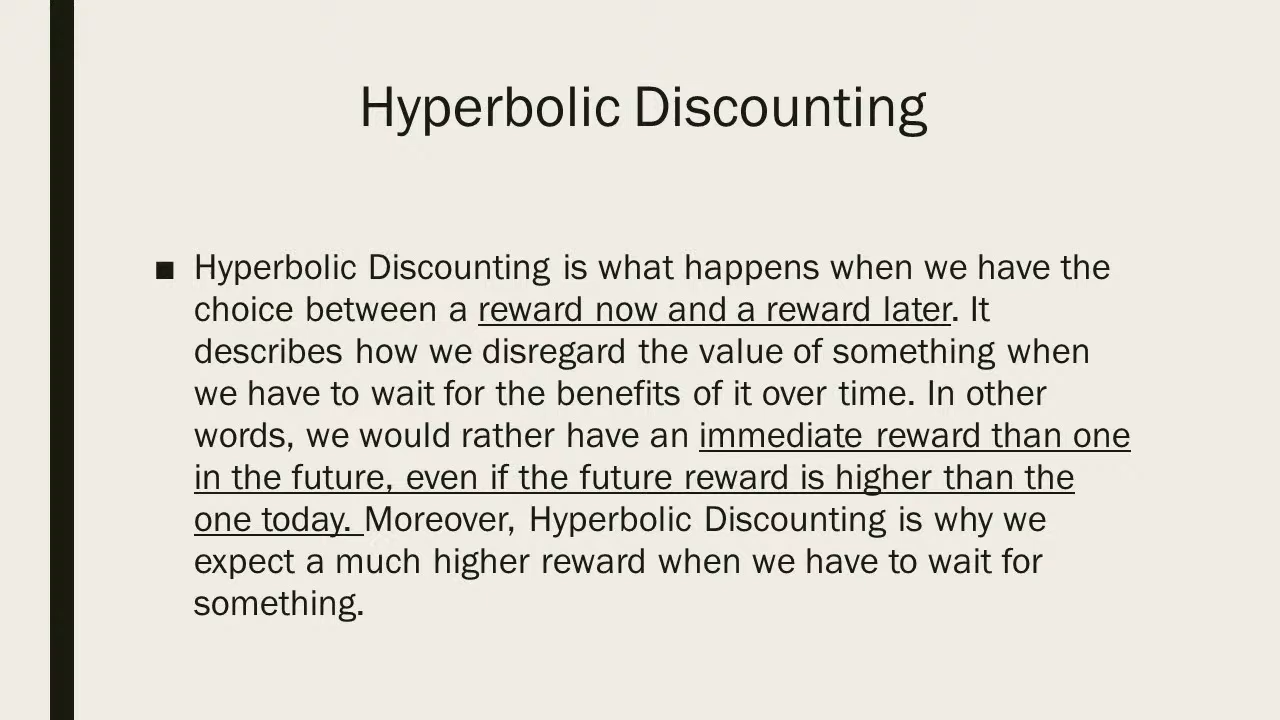 Hyperbolic Discounting
■ Hyperbolic Discounting is what happens when we have the
choice between a reward now and a reward later. It
describes how we disregard the value of something when
we have to wait for the benefits of it over time. In other
words, we would rather have an immediate reward than one
in the future, even if the future reward is higher than the
one today. Moreover, Hyperbolic Discounting is why we
expect a much higher reward when we have to wait for
something.